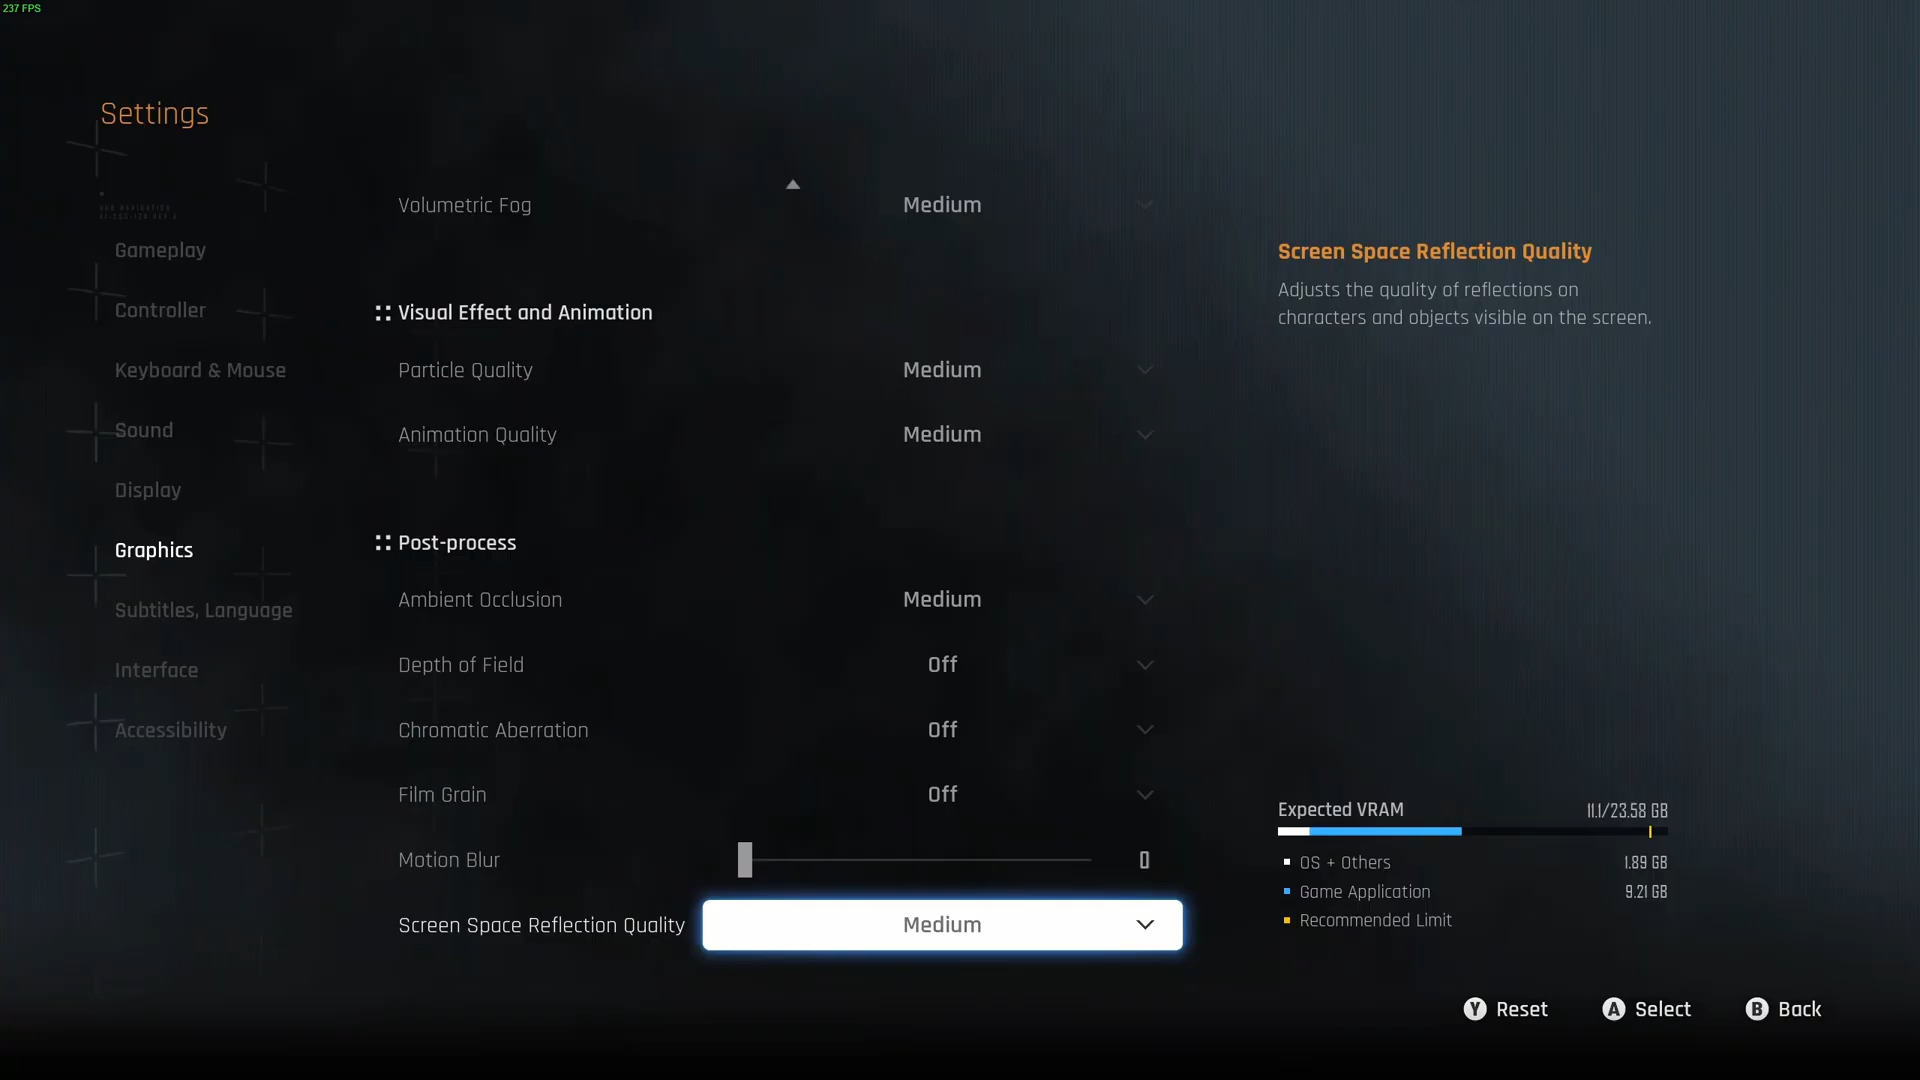 237 FPS
Settings
Gameplay
Controller
Keyboard & Mouse
Sound
Display
Graphics
Subtitles, Language
Interface
Accessibility
Volumetric Fog Medium
Visual Effect and Animation
Particle Quality Medium
Animation Quality Medium
Post-process
Ambient Occlusion Medium
Depth of Field Off
Chromatic Aberration Off
Film Grain Off
Motion Blur 0
Screen Space Reflection Quality Medium
Screen Space Reflection Quality
Adjusts the quality of reflections on
characters and objects visible on the screen.
Expected VRAM 11.1/23.58 GB
OS + Others 1.89 GB
Game Application 9.21 GB
Recommended Limit
Y Reset A Select B Back